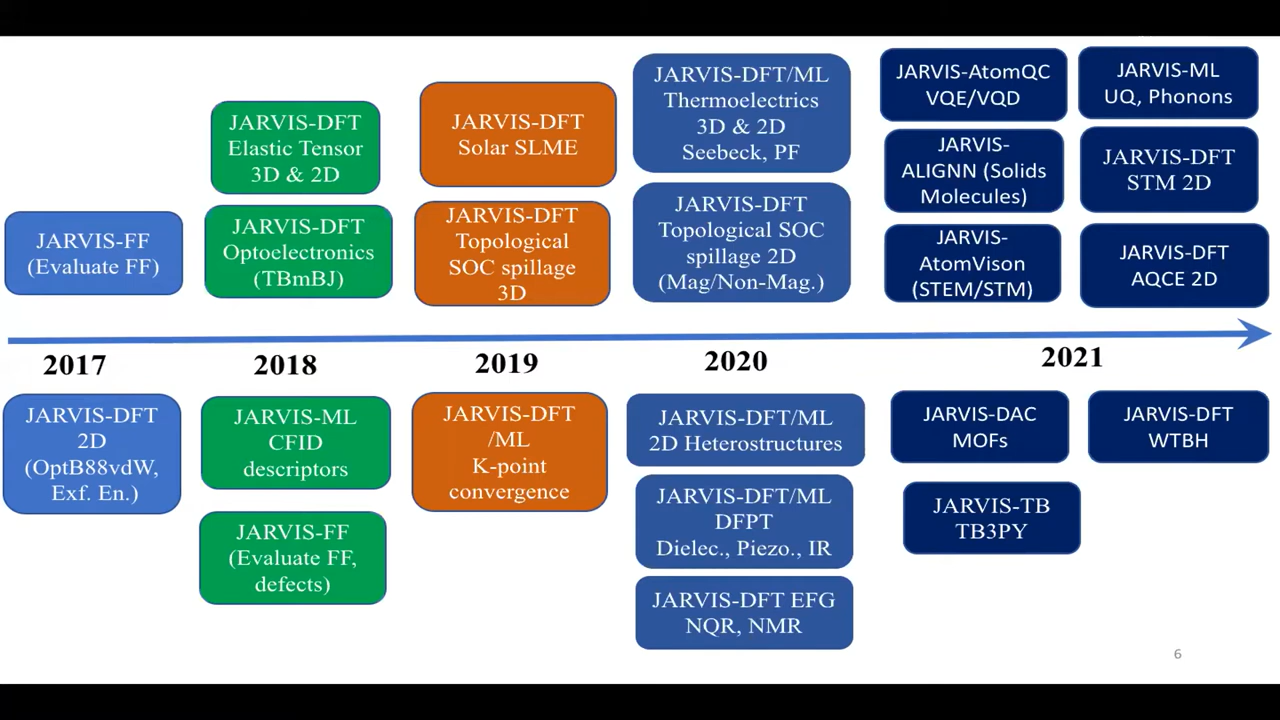 JARVIS-FF
(Evaluate FF)
JARVIS-DFT
Elastic Tensor
3D & 2D
JARVIS-DFT
Optoelectronics
(TBmBJ)
JARVIS-DFT
Solar SLME
JARVIS-DFT
Topological
SOC spillage
3D
JARVIS-DFT/ML
Thermoelectrics
3D & 2D
Seebeck, PF
JARVIS-DFT
Topological SOC
spillage 2D
(Mag/Non-Mag.)
JARVIS-AtomQC
VQE/VQD
JARVIS-
ALIGNN (Solids
Molecules)
JARVIS-
AtomVison
(STEM/STM)
JARVIS-ML
UQ, Phonons
JARVIS-DFT
STM 2D
JARVIS-DFT
AQCE 2D
2017
2018
2019
2020
2021
JARVIS-DFT
2D
(OptB88vdW,
Exf. En.)
JARVIS-ML
CFID
descriptors
JARVIS-FF
(Evaluate FF,
defects)
JARVIS-DFT
/ML
K-point
convergence
JARVIS-DFT/ML
2D Heterostructures
JARVIS-DFT/ML
DFPT
Dielec., Piezo., IR
JARVIS-DFT EFG
NQR, NMR
JARVIS-DAC
MOFs
JARVIS-TB
TB3PY
JARVIS-DFT
WTBH
6